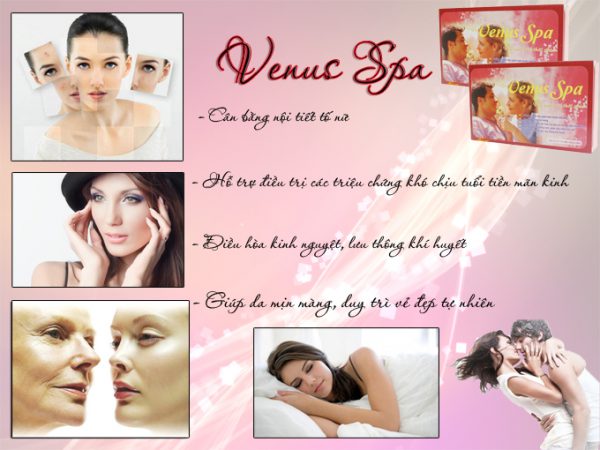 Venus Spa
Venus Spa
Venus Spa
- Cân bằng nội tiết tố nữ
- Hỗ trợ điều trị các triệu chứng khó chịu tuổi tiền mãn kinh
- Điều hòa kinh nguyệt, lưu thông khí huyết
- Giúp da mịn màng, duy trì vẻ đẹp tự nhiên